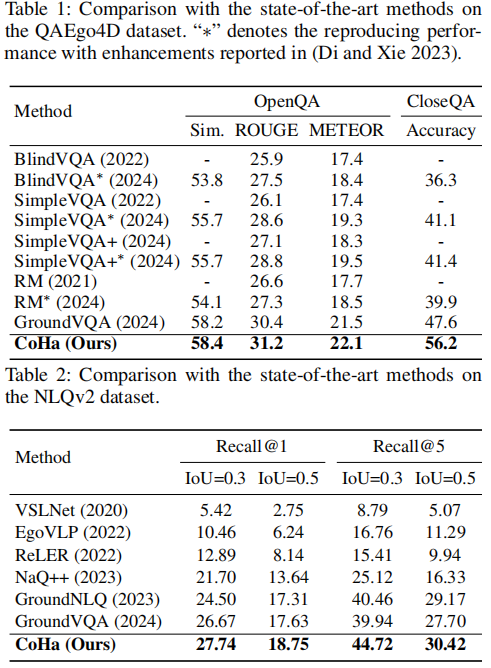 Table 1: Comparison with the state-of-the-art methods on
the QAEgo4D dataset. “∗” denotes the reproducing perfor-
mance with enhancements reported in (Di and Xie 2023).
Method OpenQA CloseQA
Sim. ROUGE METEOR Accuracy
BlindVQA (2022) - 25.9 17.4 -
BlindVQA∗ (2024) 53.8 27.5 18.4 36.3
SimpleVQA (2022) - 26.1 17.4 -
SimpleVQA∗ (2024) 55.7 28.6 19.3 41.1
SimpleVQA+ (2024) - 27.1 18.3 -
SimpleVQA+∗ (2024) 55.7 28.8 19.5 41.4
RM (2021) - 26.6 17.7 -
RM∗ (2024) 54.1 27.3 18.5 39.9
GroundVQA (2024) 58.2 30.4 21.5 47.6
CoHa (Ours) 58.4 31.2 22.1 56.2
Table 2: Comparison with the state-of-the-art methods on
the NLQv2 dataset.
Method Recall@1 Recall@5
IoU=0.3 IoU=0.5 IoU=0.3 IoU=0.5
VSLNet (2020) 5.42 2.75 8.79 5.07
EgoVLP (2022) 10.46 6.24 16.76 11.29
ReLER (2022) 12.89 8.14 15.41 9.94
NaQ++ (2023) 21.70 13.64 25.12 16.33
GroundNLQ (2023) 24.50 17.31 40.46 29.17
GroundVQA (2024) 26.67 17.63 39.94 27.70
CoHa (Ours) 27.74 18.75 44.72 30.42